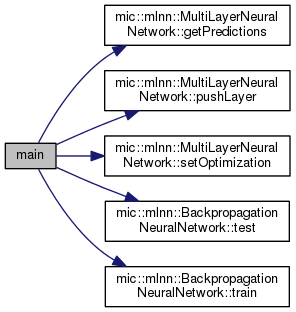 main
mic::mlnn::MultiLayerNeural
Network::getPredictions
mic::mlnn::MultiLayerNeural
Network::pushLayer
mic::mlnn::MultiLayerNeural
Network::setOptimization
mic::mlnn::Backpropagation
NeuralNetwork::test
mic::mlnn::Backpropagation
NeuralNetwork::train